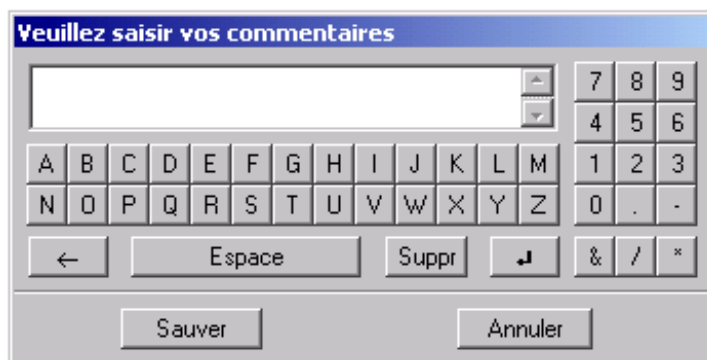 Veuillez saisir vos commentaires
7 8 9
4 5 6
A B C D E F G H I J K L M 1 2 3
N O P Q R S T U V W X Y Z 0 . -
← Espace Suppr ↵ & / *
Sauver Annuler